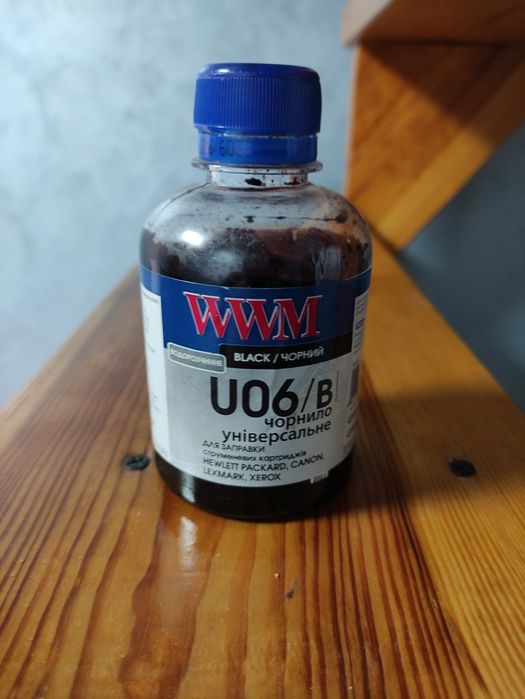 WWM
ВОДОРОЗЧИННЕ
BLACK / ЧОРНИЙ
U06/B
чорнило
універсальне
ДЛЯ ЗАПРАВКИ
струменевих картриджів
HEWLETT PACKARD, CANON,
LEXMARK, XEROX